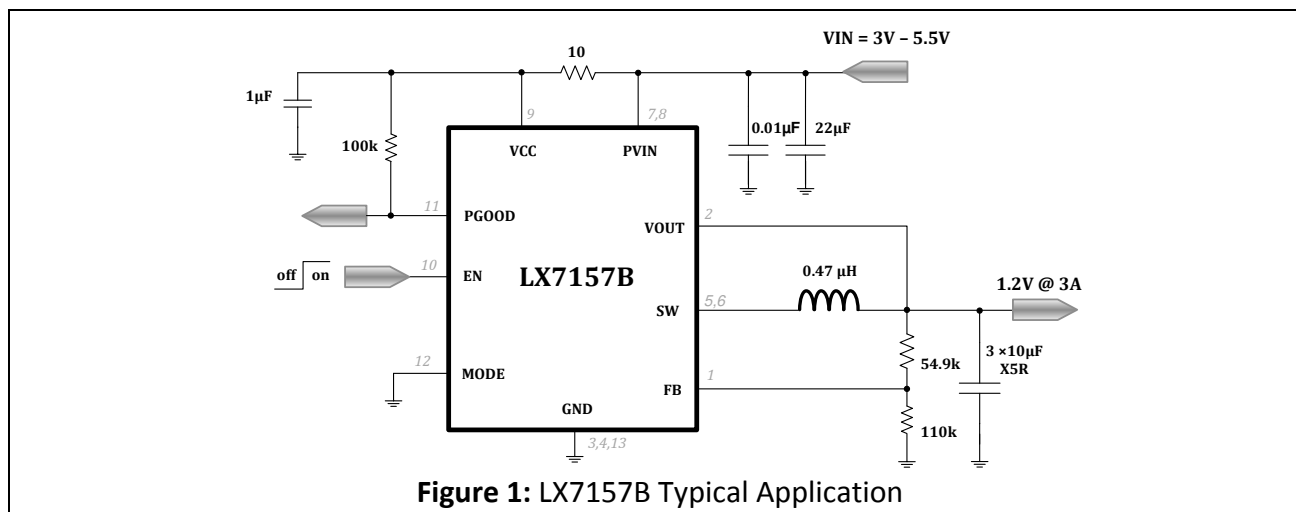 VIN = 3V – 5.5V
10
1µF
9
7,8
0.01µF
22µF
100k
VCC
PVIN
11
PGOOD
2
VOUT
off
on
10
EN
LX7157B
0.47 µH
1.2V @ 3A
5,6
SW
3 ×10µF
X5R
54.9k
12
MODE
1
FB
GND
110k
3,4,13
Figure 1: LX7157B Typical Application